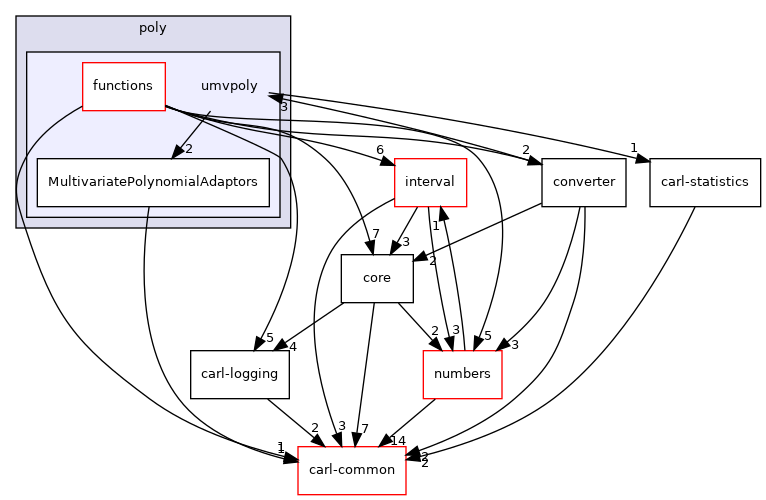 poly
functions
umvpoly
3
2
6
2
1
MultivariatePolynomialAdaptors
interval
converter
carl-statistics
7
3
1
2
core
5
4
2
3
5
3
carl-logging
numbers
2
3
7
14
1
1
2
2
carl-common